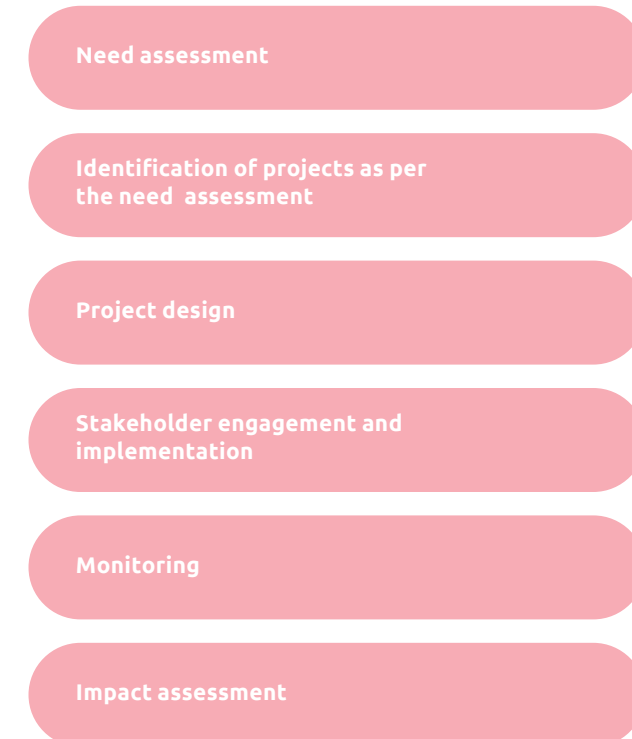 Need assessment
Identification of projects as per
the need assessment
Project design
Stakeholder engagement and
implementation
Monitoring
Impact assessment